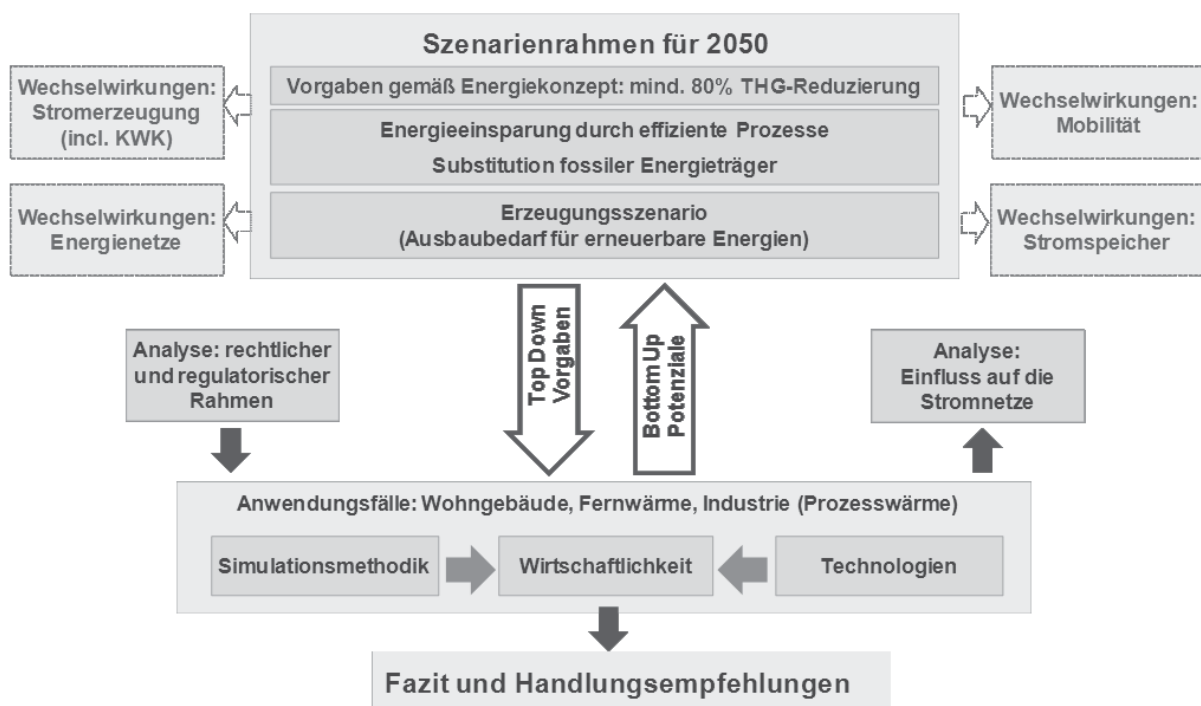 Szenarienrahmen für 2050
Vorgaben gemäß Energiekonzept: mind. 80% THG-Reduzierung
Energieeinsparung durch effiziente Prozesse
Substitution fossiler Energieträger
Erzeugungsszenario
(Ausbaubedarf für erneuerbare Energien)
Wechselwirkungen:
Stromerzeugung
(incl. KWK)
Wechselwirkungen:
Energienetze
Wechselwirkungen:
Mobilität
Wechselwirkungen:
Stromspeicher
Top Down
Vorgaben
Bottom Up
Potenziale
Analyse: rechtlicher
und regulatorischer
Rahmen
Analyse:
Einfluss auf die
Stromnetze
Anwendungsfälle: Wohngebäude, Fernwärme, Industrie (Prozesswärme)
Simulationsmethodik
Wirtschaftlichkeit
Technologien
Fazit und Handlungsempfehlungen